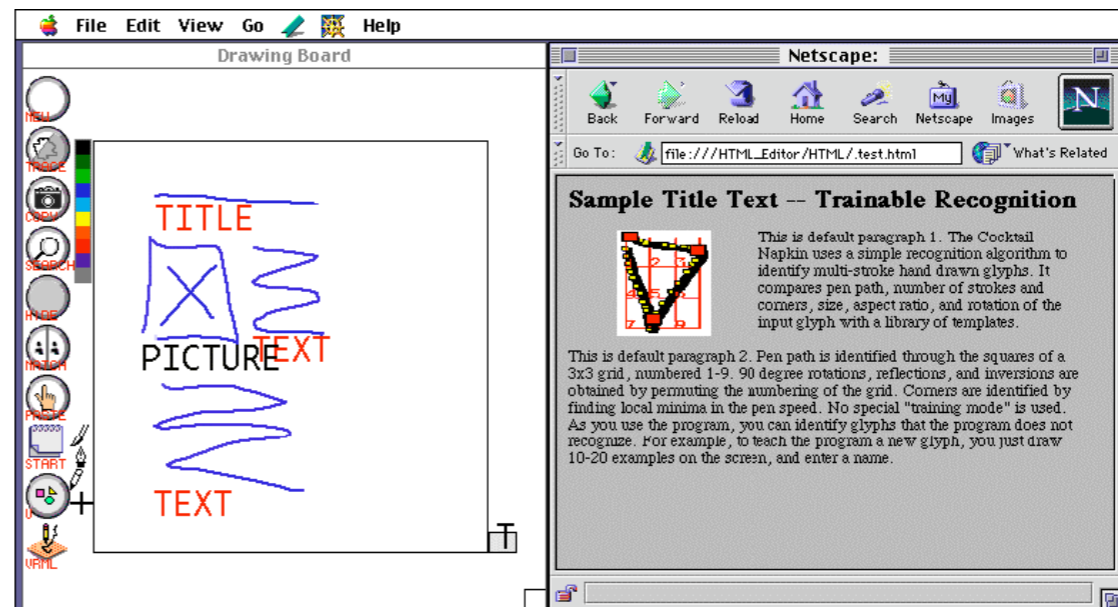 File Edit View Go Help
Drawing Board
NEW
TRACE
COPY
SEARCH
HIDE
MATCH
PASTE
START
VRML
TITLE
PICTURE
TEXT
TEXT
T
Netscape:
Back Forward Reload Home Search Netscape Images
My
N
Go To: file:///HTML_Editor/HTML/.test.html What's Related
Sample Title Text -- Trainable Recognition
This is default paragraph 1. The Cocktail
Napkin uses a simple recognition algorithm to
identify multi-stroke hand drawn glyphs. It
compares pen path, number of strokes and
corners, size, aspect ratio, and rotation of the
input glyph with a library of templates.
This is default paragraph 2. Pen path is identified through the squares of a
3x3 grid, numbered 1-9. 90 degree rotations, reflections, and inversions are
obtained by permuting the numbering of the grid. Corners are identified by
finding local minima in the pen speed. No special "training mode" is used.
As you use the program, you can identify glyphs that the program does not
recognize. For example, to teach the program a new glyph, you just draw
10-20 examples on the screen, and enter a name.